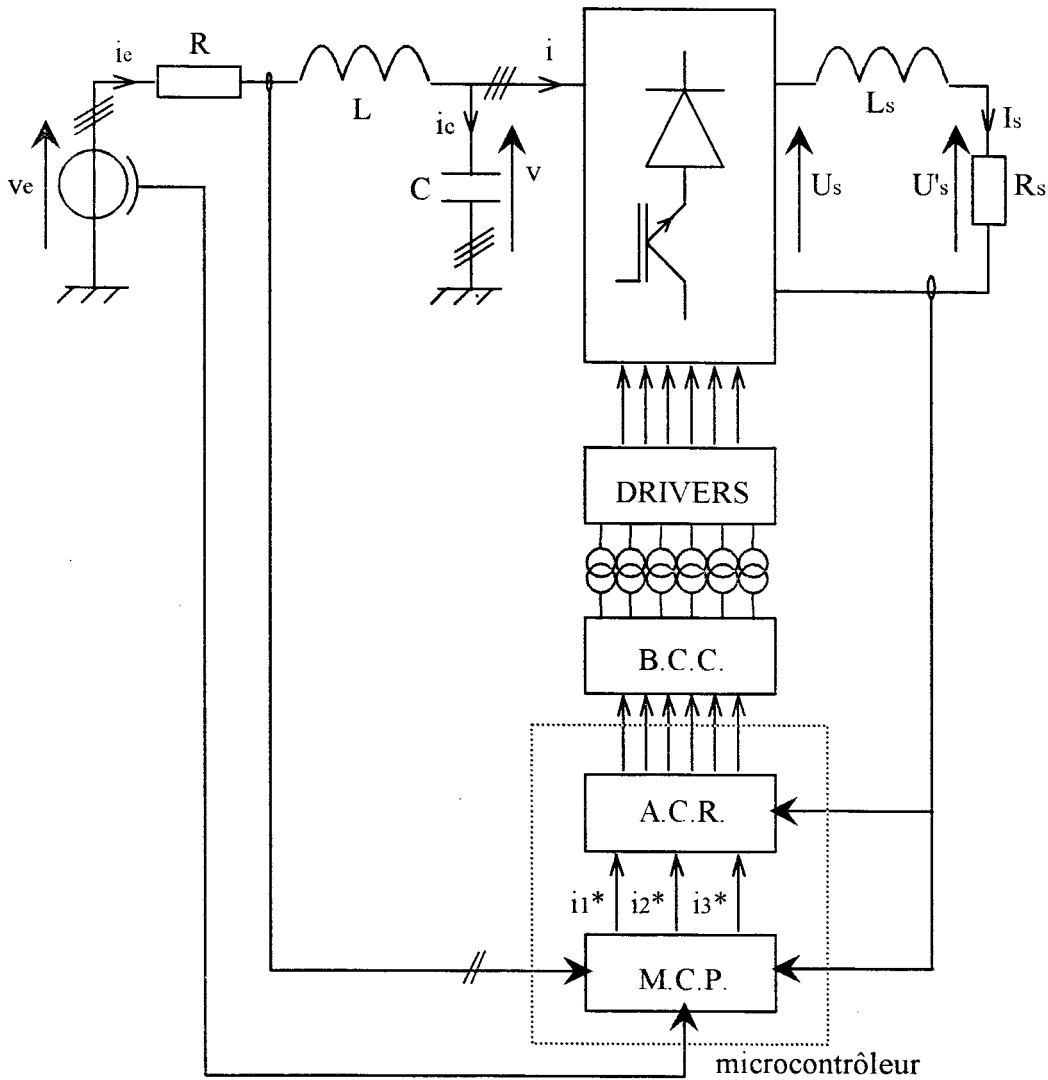 ie
R
L
i
ic
C
v
ve
Ls
Is
Us
U's
Rs
DRIVERS
B.C.C.
A.C.R.
i1*
i2*
i3*
M.C.P.
microcontrôleur